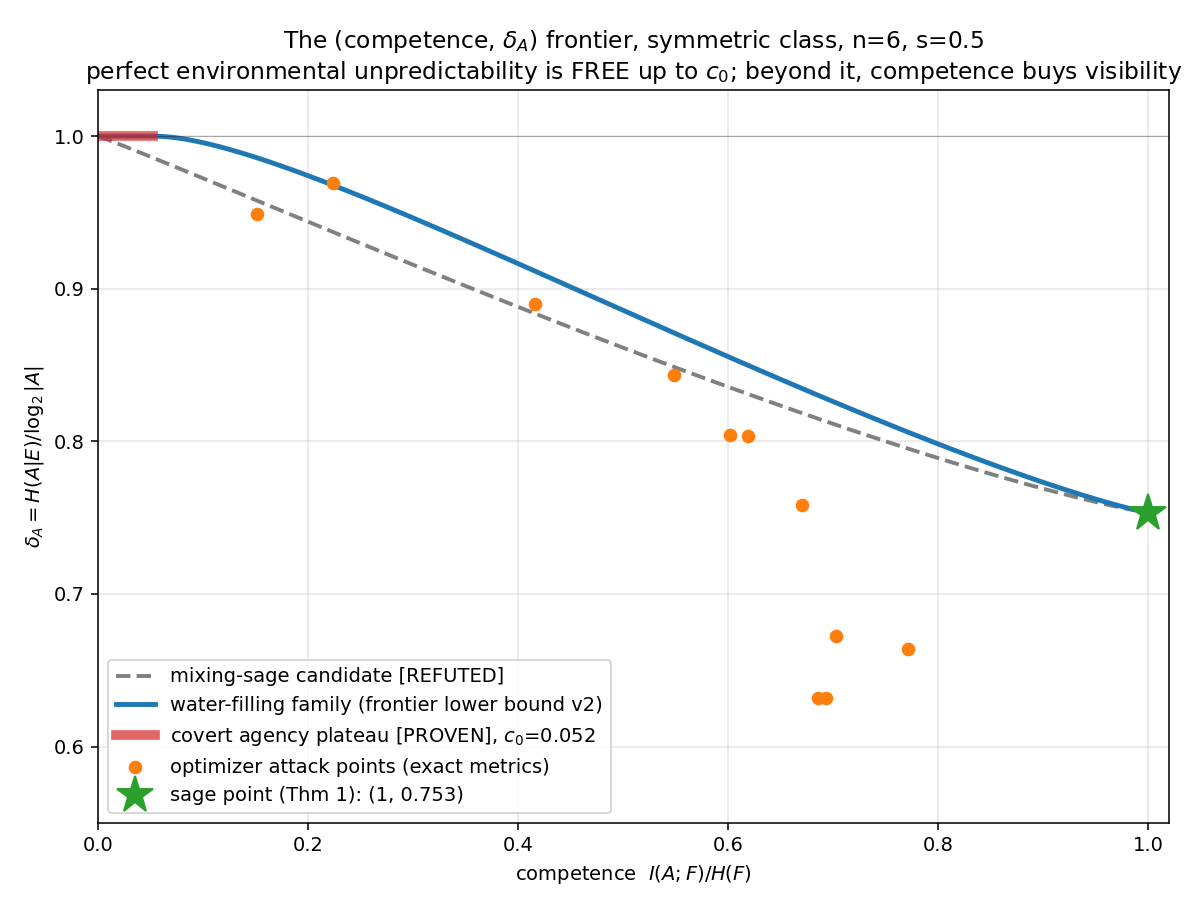 The (competence, δ_A) frontier, symmetric class, n=6, s=0.5
perfect environmental unpredictability is FREE up to c₀; beyond it, competence buys visibility
1.0
0.9
0.8
0.7
0.6
δ_A = H(A|E)/log₂|A|
mixing-sage candidate [REFUTED]
water-filling family (frontier lower bound v2)
covert agency plateau [PROVEN], c₀=0.052
optimizer attack points (exact metrics)
sage point (Thm 1): (1, 0.753)
0.0 0.2 0.4 0.6 0.8 1.0
competence I(A; F)/H(F)